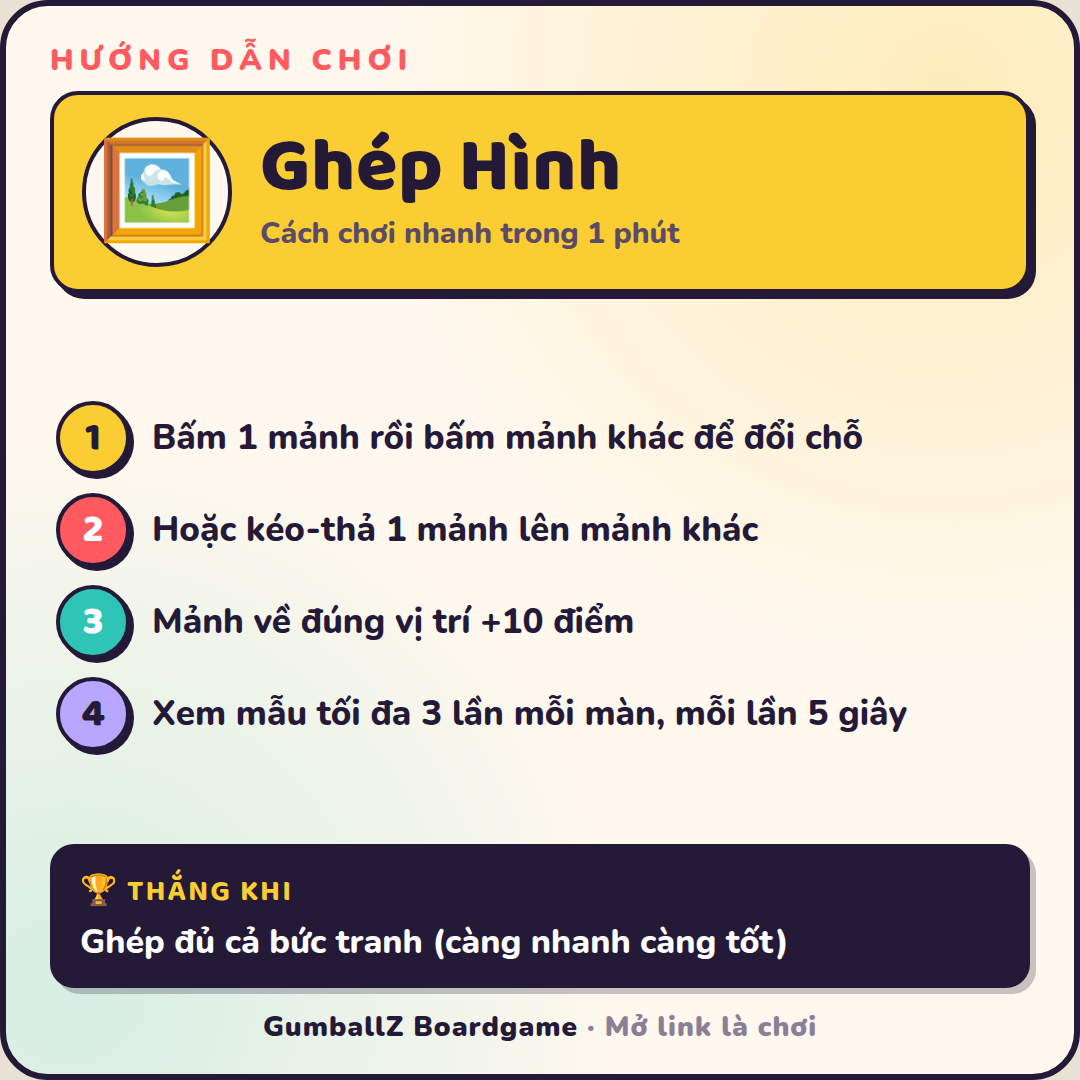 HƯỚNG DẪN CHƠI
Ghép Hình
Cách chơi nhanh trong 1 phút
1 Bấm 1 mảnh rồi bấm mảnh khác để đổi chỗ
2 Hoặc kéo-thả 1 mảnh lên mảnh khác
3 Mảnh về đúng vị trí +10 điểm
4 Xem mẫu tối đa 3 lần mỗi màn, mỗi lần 5 giây
🏆 THẮNG KHI
Ghép đủ cả bức tranh (càng nhanh càng tốt)
GumballZ Boardgame · Mở link là chơi